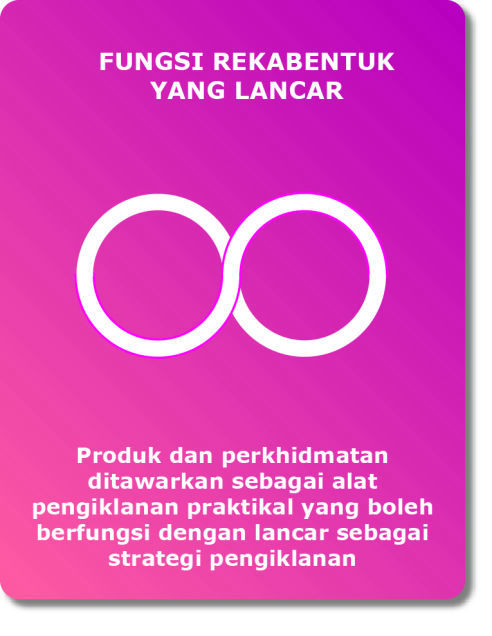 FUNGSI REKABENTUK
YANG LANCAR
Produk dan perkhidmatan
ditawarkan sebagai alat
pengiklanan praktikal yang boleh
berfungsi dengan lancar sebagai
strategi pengiklanan